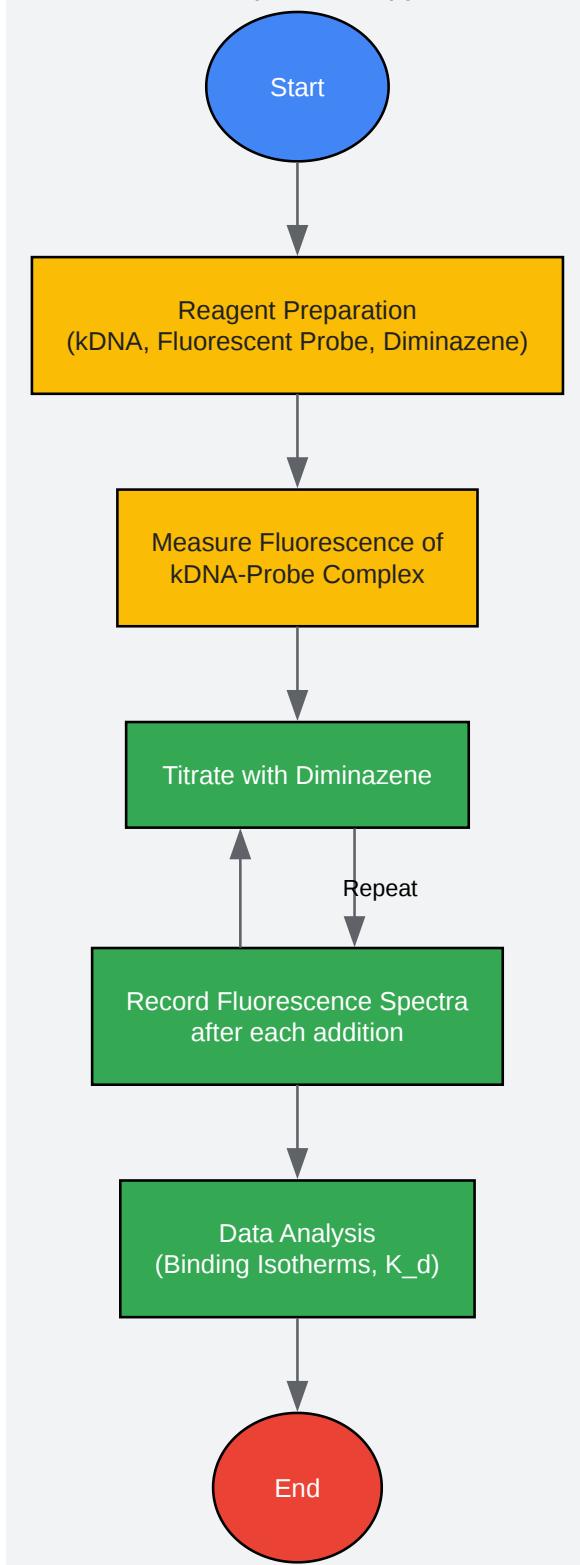 Start
Reagent Preparation
(kDNA, Fluorescent Probe, Diminazene)
Measure Fluorescence of
kDNA-Probe Complex
Titrate with Diminazene
Repeat
Record Fluorescence Spectra
after each addition
Data Analysis
(Binding Isotherms, K_d)
End